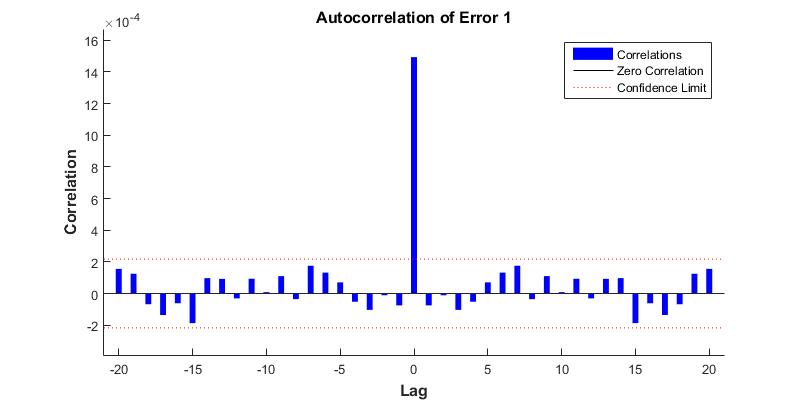 Autocorrelation of Error 1
×10^-4
16
14
12
10
8
6
4
2
0
-2
Correlation
Correlations
Zero Correlation
Confidence Limit
-20 -15 -10 -5 0 5 10 15 20
Lag